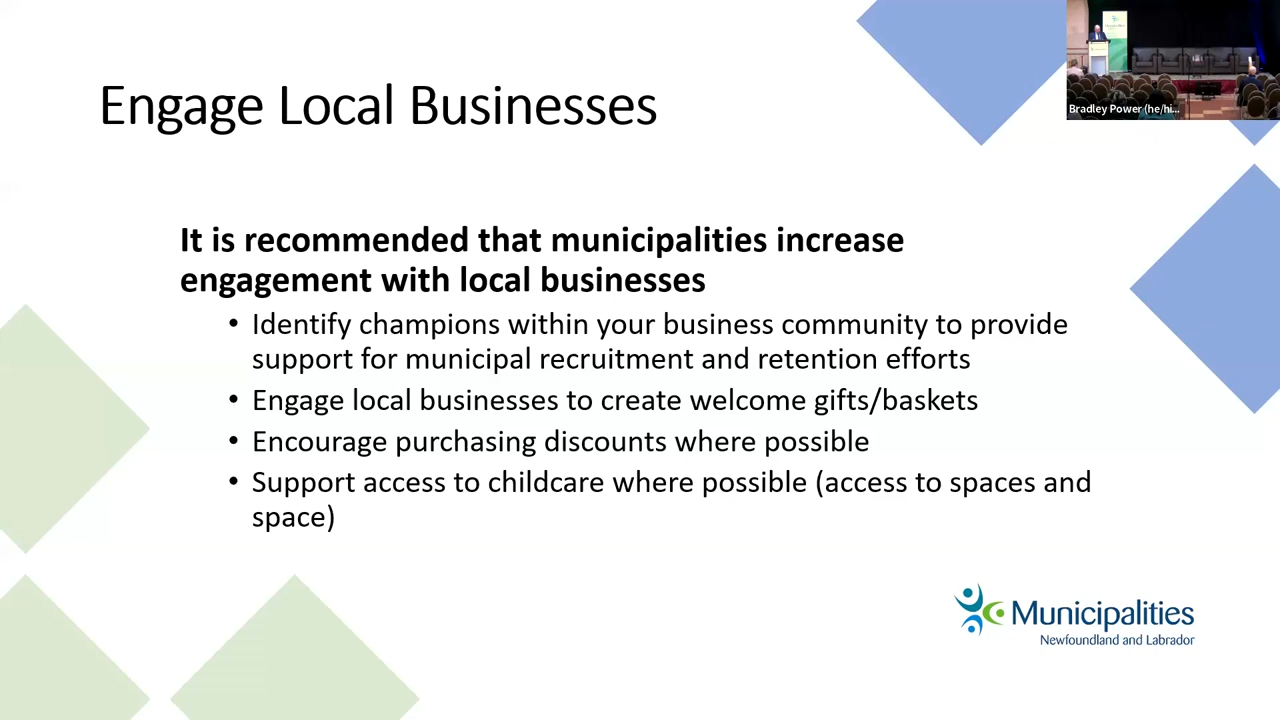 Engage Local Businesses
Bradley Power (he/hi...
It is recommended that municipalities increase
engagement with local businesses
• Identify champions within your business community to provide
support for municipal recruitment and retention efforts
• Engage local businesses to create welcome gifts/baskets
• Encourage purchasing discounts where possible
• Support access to childcare where possible (access to spaces and
space)
Municipalities
Newfoundland and Labrador